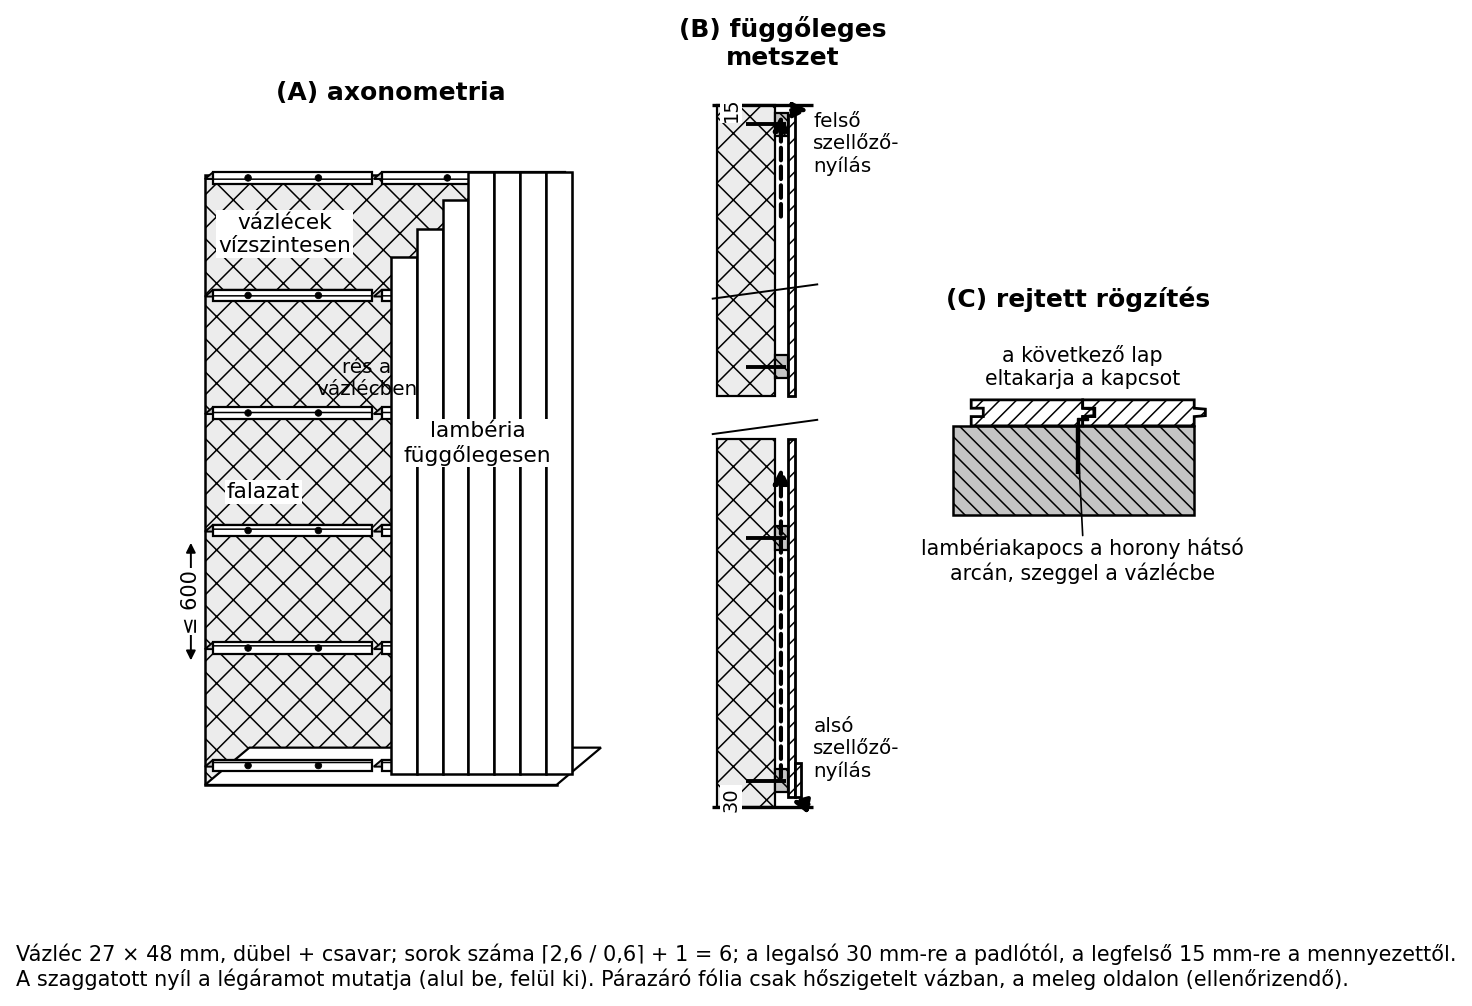 (B) függőleges
metszet
(A) axonometria
15
felső
szellőző-
nyílás
vázlécek
vízszintesen
(C) rejtett rögzítés
a következő lap
eltakarja a kapcsot
rés a
vázlécben
lambéria
függőlegesen
falazat
≤ 600
lambériakapocs a horony hátsó
arcán, szeggel a vázlécbe
alsó
szellőző-
nyílás
30
Vázléc 27 × 48 mm, dübel + csavar; sorok száma ⌈2,6 / 0,6⌉ + 1 = 6; a legalsó 30 mm-re a padlótól, a legfelső 15 mm-re a mennyezettől.
A szaggatott nyíl a légáramot mutatja (alul be, felül ki). Párazáró fólia csak hőszigetelt vázban, a meleg oldalon (ellenőrizendő).